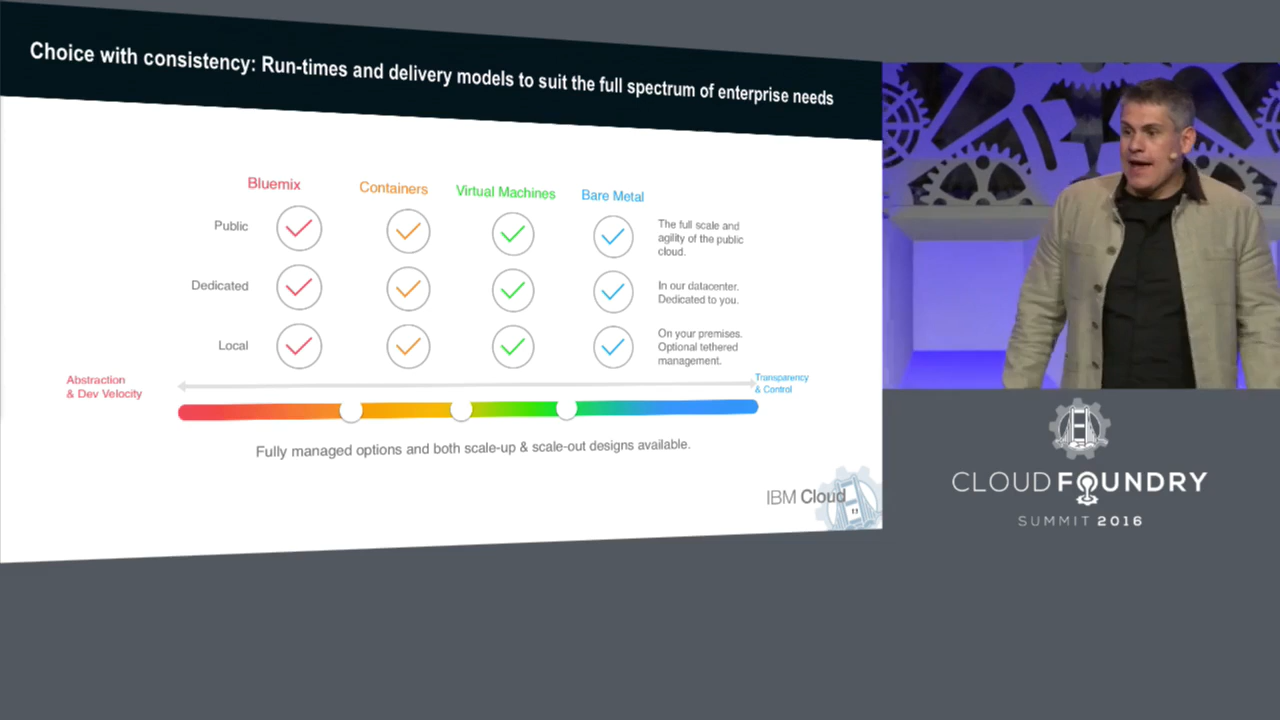 Choice with consistency: Run-times and delivery models to suit the full spectrum of enterprise needs
Bluemix
Containers
Virtual Machines
Bare Metal
Public
The full scale and
agility of the public
cloud.
Dedicated
In our datacenter.
Dedicated to you.
Local
On your premises.
Optional tethered
management.
Abstraction
& Dev Velocity
Transparency
& Control
Fully managed options and both scale-up & scale-out designs available.
IBM Cloud
CLOUD FOUNDRY
SUMMIT 2016